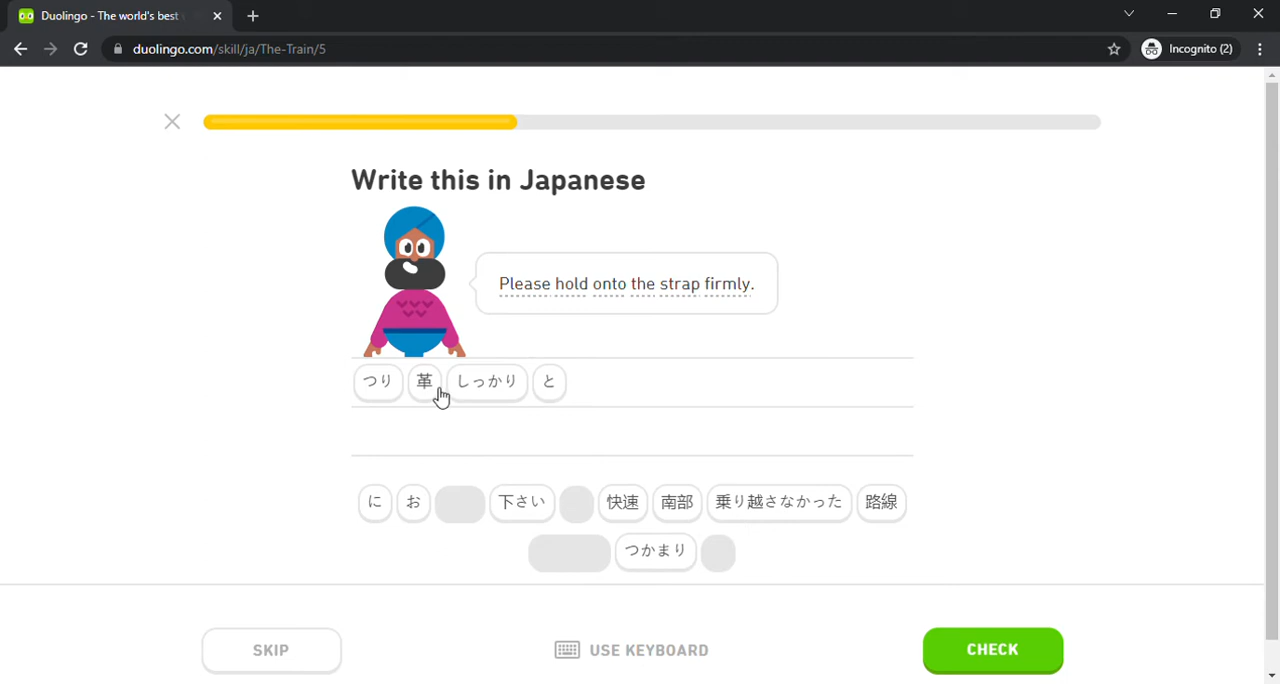 Duolingo - The world's best
duolingo.com/skill/ja/The-Train/5
Incognito (2)
Write this in Japanese
Please hold onto the strap firmly.
つり 革 しっかり と
に お 下さい 快速 南部 乗り越さなかった 路線
つかまり
SKIP
USE KEYBOARD
CHECK